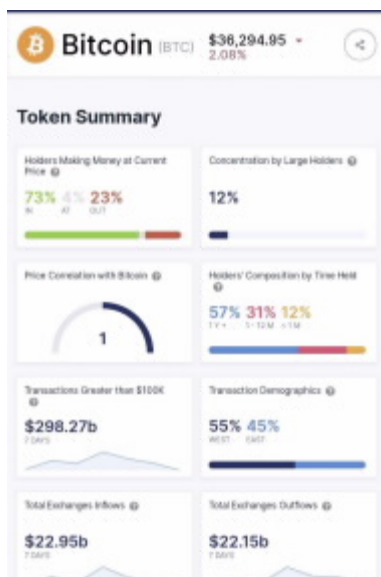 Bitcoin (BTC)
$36,294.95
2.08%
Token Summary
Holders Making Money at Current
Price
73% 4% 23%
IN AT OUT
Concentration by Large Holders
12%
Price Correlation with Bitcoin
1
Holders' Composition by Time Held
57% 31% 12%
1 Y + 1 - 12 M < 1 M
Transactions Greater than $100K
$298.27b
7 DAYS
Transaction Demographics
55% 45%
WEST EAST
Total Exchanges Inflows
$22.95b
7 DAYS
Total Exchanges Outflows
$22.15b
7 DAYS